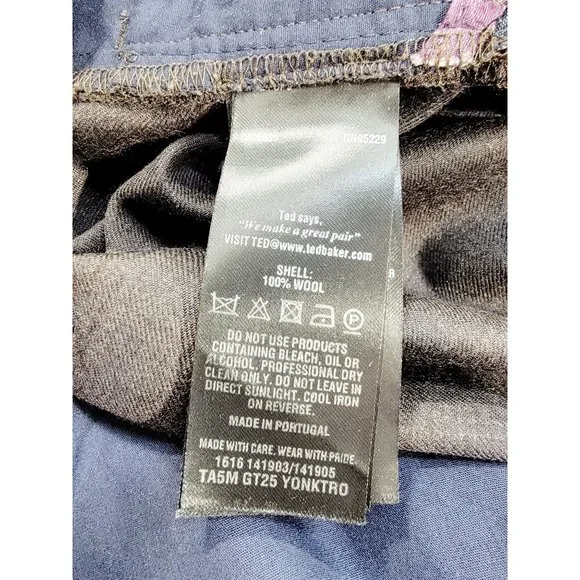 RN95229
Ted says,
"We make a great pair"
VISIT TED@www.tedbaker.com
SHELL:
100% WOOL
P
DO NOT USE PRODUCTS
CONTAINING BLEACH, OIL OR
ALCOHOL. PROFESSIONAL DRY
CLEAN ONLY. DO NOT LEAVE IN
DIRECT SUNLIGHT. COOL IRON
ON REVERSE.
MADE IN PORTUGAL
MADE WITH CARE. WEAR WITH PRIDE.
1616 141903/141905
TA5M GT25 YONKTRO